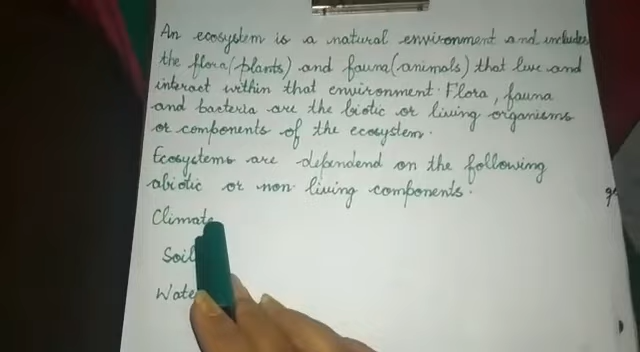 An ecosystem is a natural environment and includes
the flora(plants) and fauna(animals) that live and
interact within that environment. Flora, fauna
and bacteria are the biotic or living organisms
or components of the ecosystem.
Ecosystems are dependend on the following
abiotic or non living components.
Climate
Soil
Wate